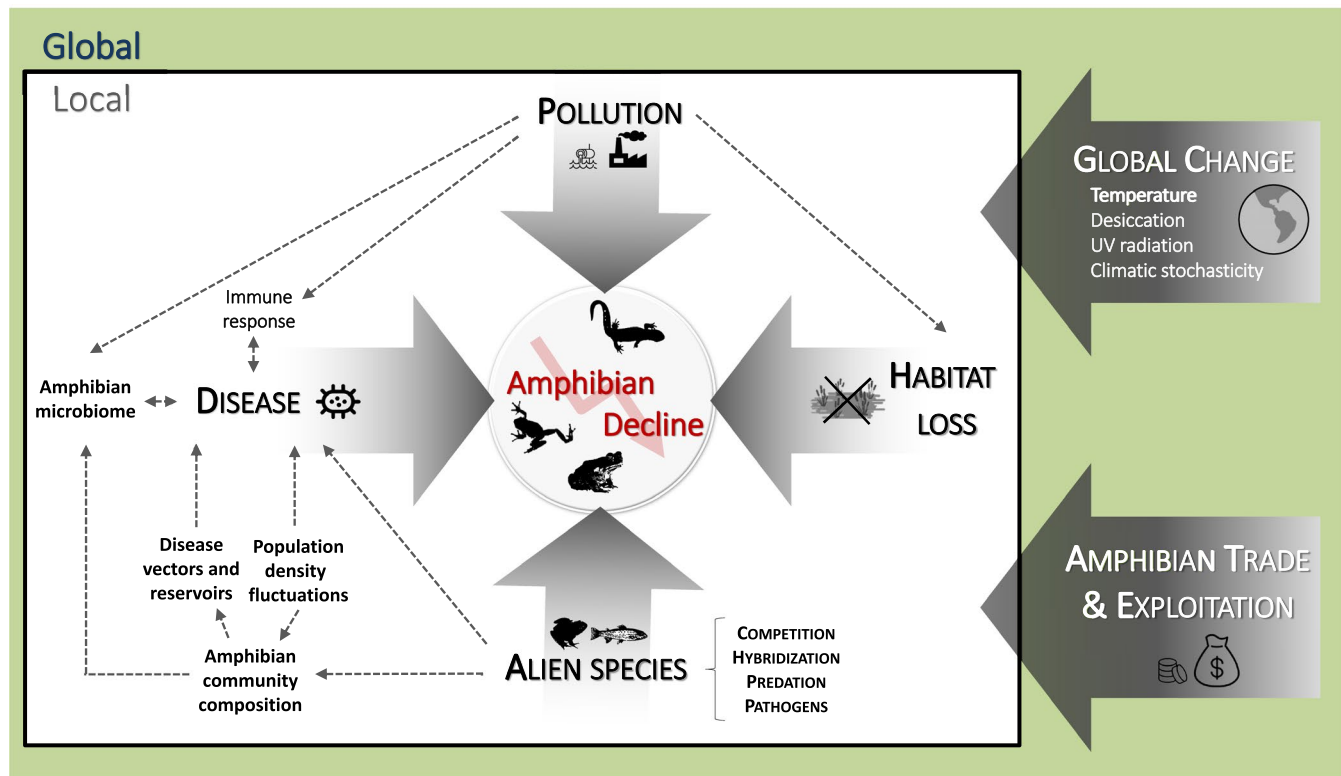 Global
Local
POLLUTION
GLOBAL CHANGE
Temperature
Desiccation
UV radiation
Climatic stochasticity
Immune
response
Amphibian
microbiome
DISEASE
Amphibian
Decline
HABITAT
LOSS
Disease
vectors and
reservoirs
Population
density
fluctuations
Amphibian
community
composition
ALIEN SPECIES
COMPETITION
HYBRIDIZATION
PREDATION
PATHOGENS
AMPHIBIAN TRADE
& EXPLOITATION
$